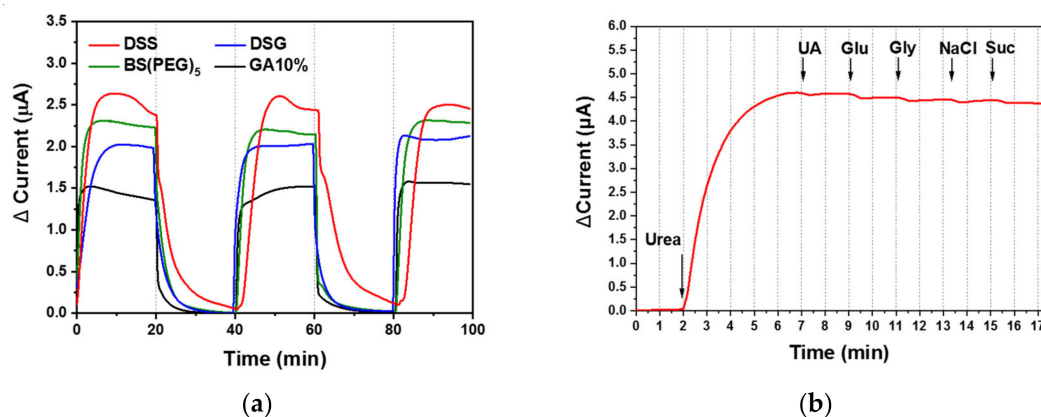 3.5
3.0
2.5
2.0
1.5
1.0
0.5
0.0
Δ Current (µA)
DSS DSG
BS(PEG)5 GA10%
0 20 40 60 80 100
Time (min)
(a)
6.0
5.5
5.0
4.5
4.0
3.5
3.0
2.5
2.0
1.5
1.0
0.5
0.0
ΔCurrent (µA)
UA Glu Gly NaCl Suc
Urea
0 1 2 3 4 5 6 7 8 9 10 11 12 13 14 15 16 17
Time (min)
(b)